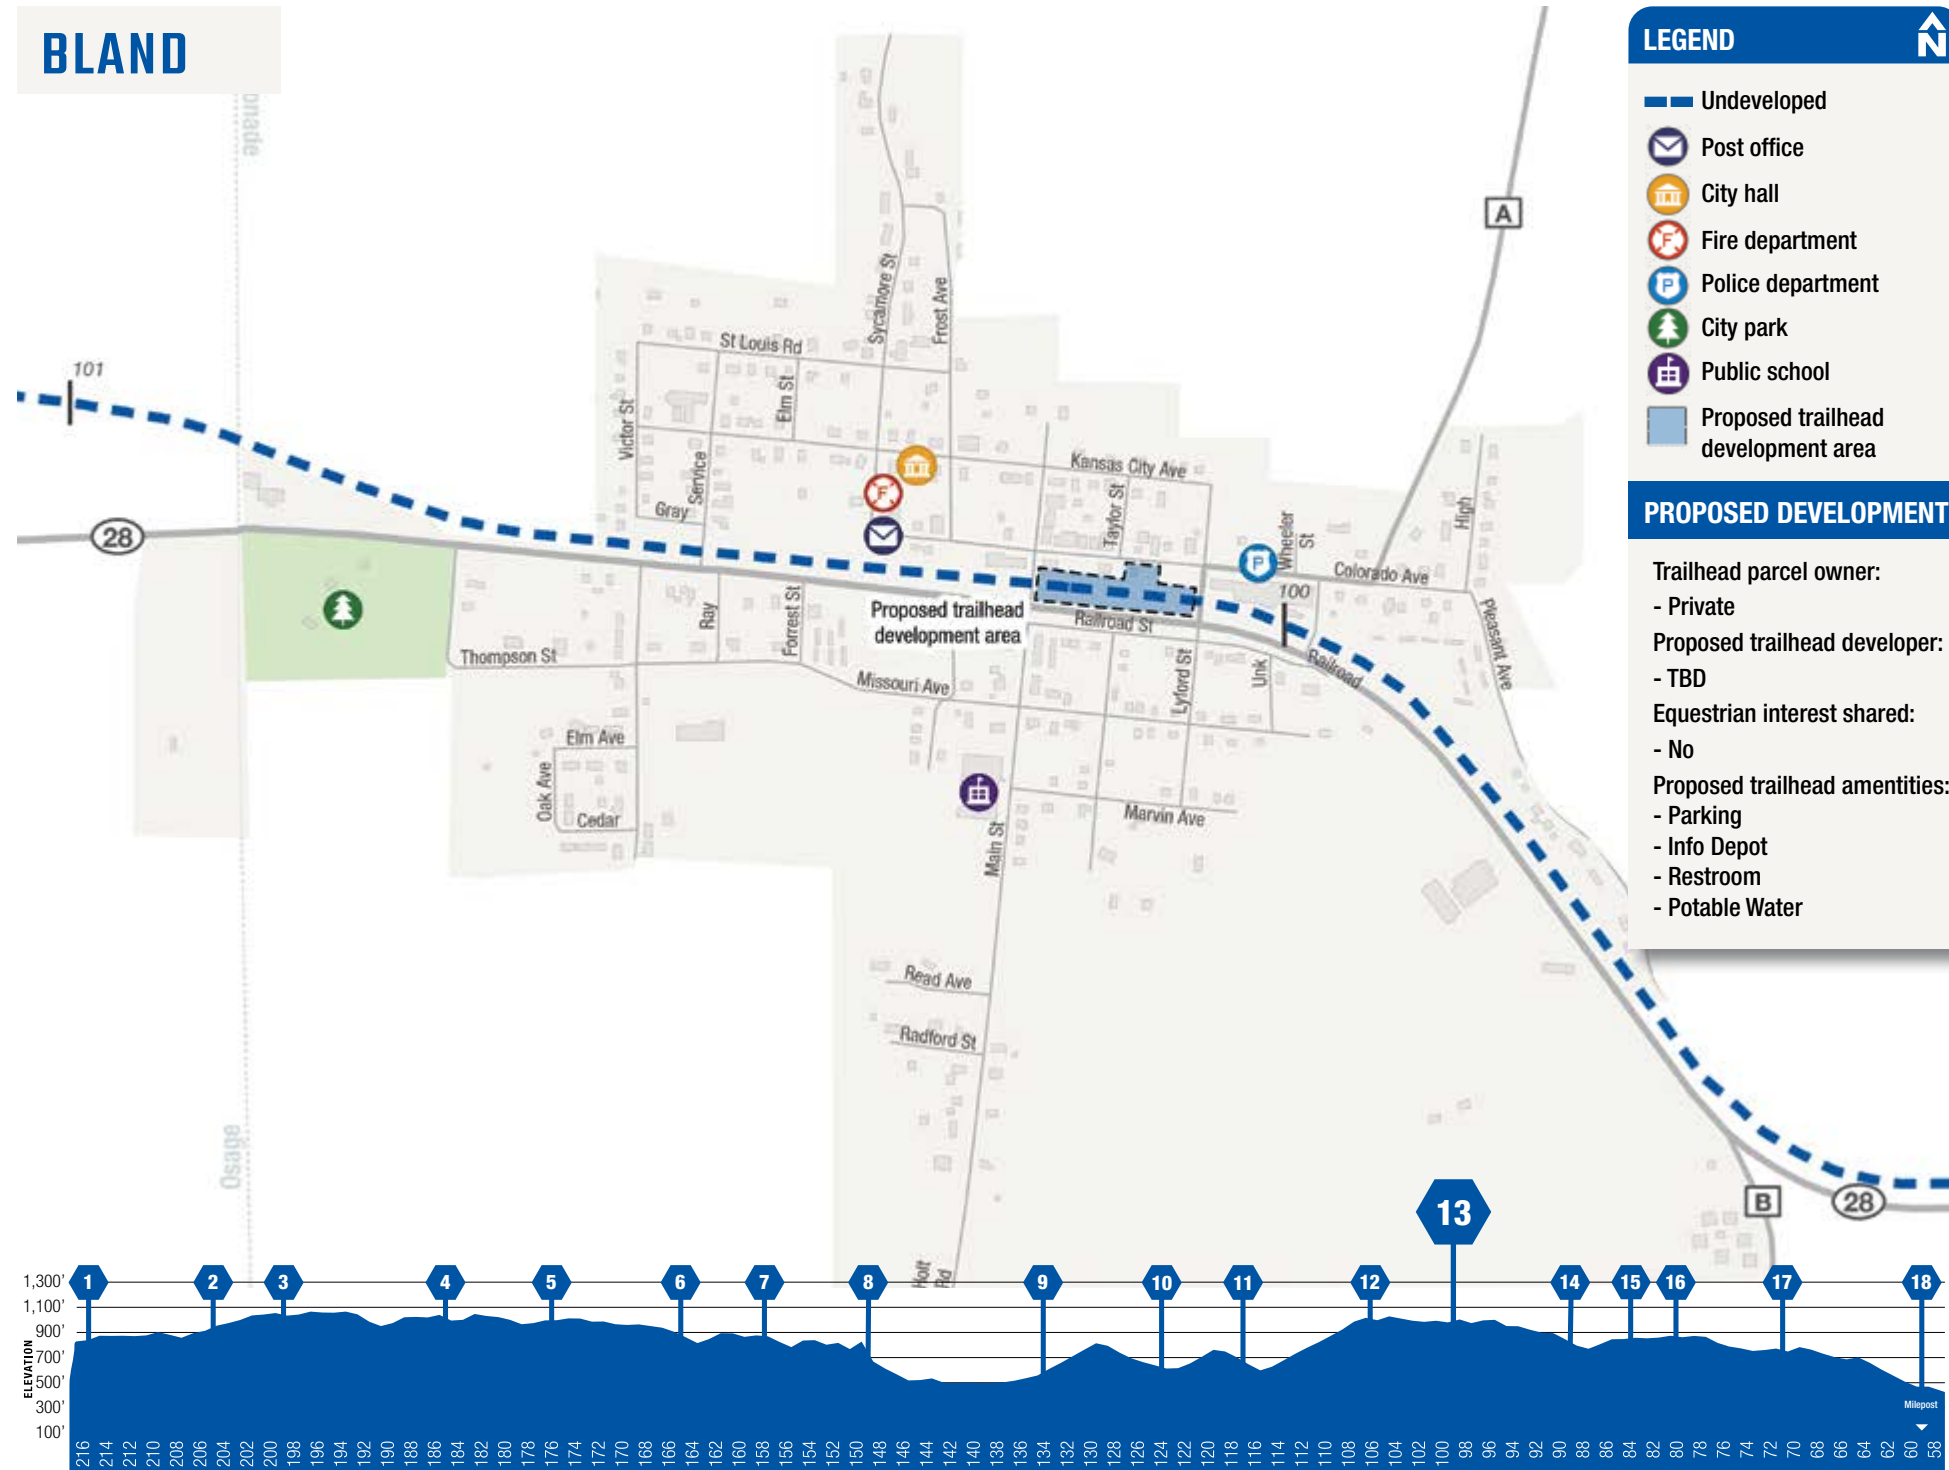 BLAND
onade
101
28
Osage
Sycamore St
Frost Ave
St Louis Rd
Elm St
Victor St
Service
Gray
Kansas City Ave
Taylor St
Wheeler
St
High
A
Colorado Ave
100
Pleasant Ave
Proposed trailhead
development area
Railroad St
Railroad
Ray
Forrest St
Thompson St
Missouri Ave
Lyford St
Unk
Elm Ave
Oak Ave
Cedar
Marvin Ave
Main St
Read Ave
Radford St
Holt
Rd
B
28
LEGEND
N
Undeveloped
Post office
City hall
F
Fire department
P
Police department
City park
Public school
Proposed trailhead
development area
F
P
PROPOSED DEVELOPMENT
Trailhead parcel owner:
- Private
Proposed trailhead developer:
- TBD
Equestrian interest shared:
- No
Proposed trailhead amentities:
- Parking
- Info Depot
- Restroom
- Potable Water
13
1 2 3 4 5 6 7 8 9 10 11 12 14 15 16 17 18
ELEVATION
1,300'
1,100'
900'
700'
500'
300'
100'
Milepost
216 214 212 210 208 206 204 202 200 198 196 194 192 190 188 186 184 182 180 178 176 174 172 170 168 166 164 162 160 158 156 154 152 150 148 146 144 142 140 138 136 134 132 130 128 126 124 122 120 118 116 114 112 110 108 106 104 102 100 98 96 94 92 90 88 86 84 82 80 78 76 74 72 70 68 66 64 62 60 58